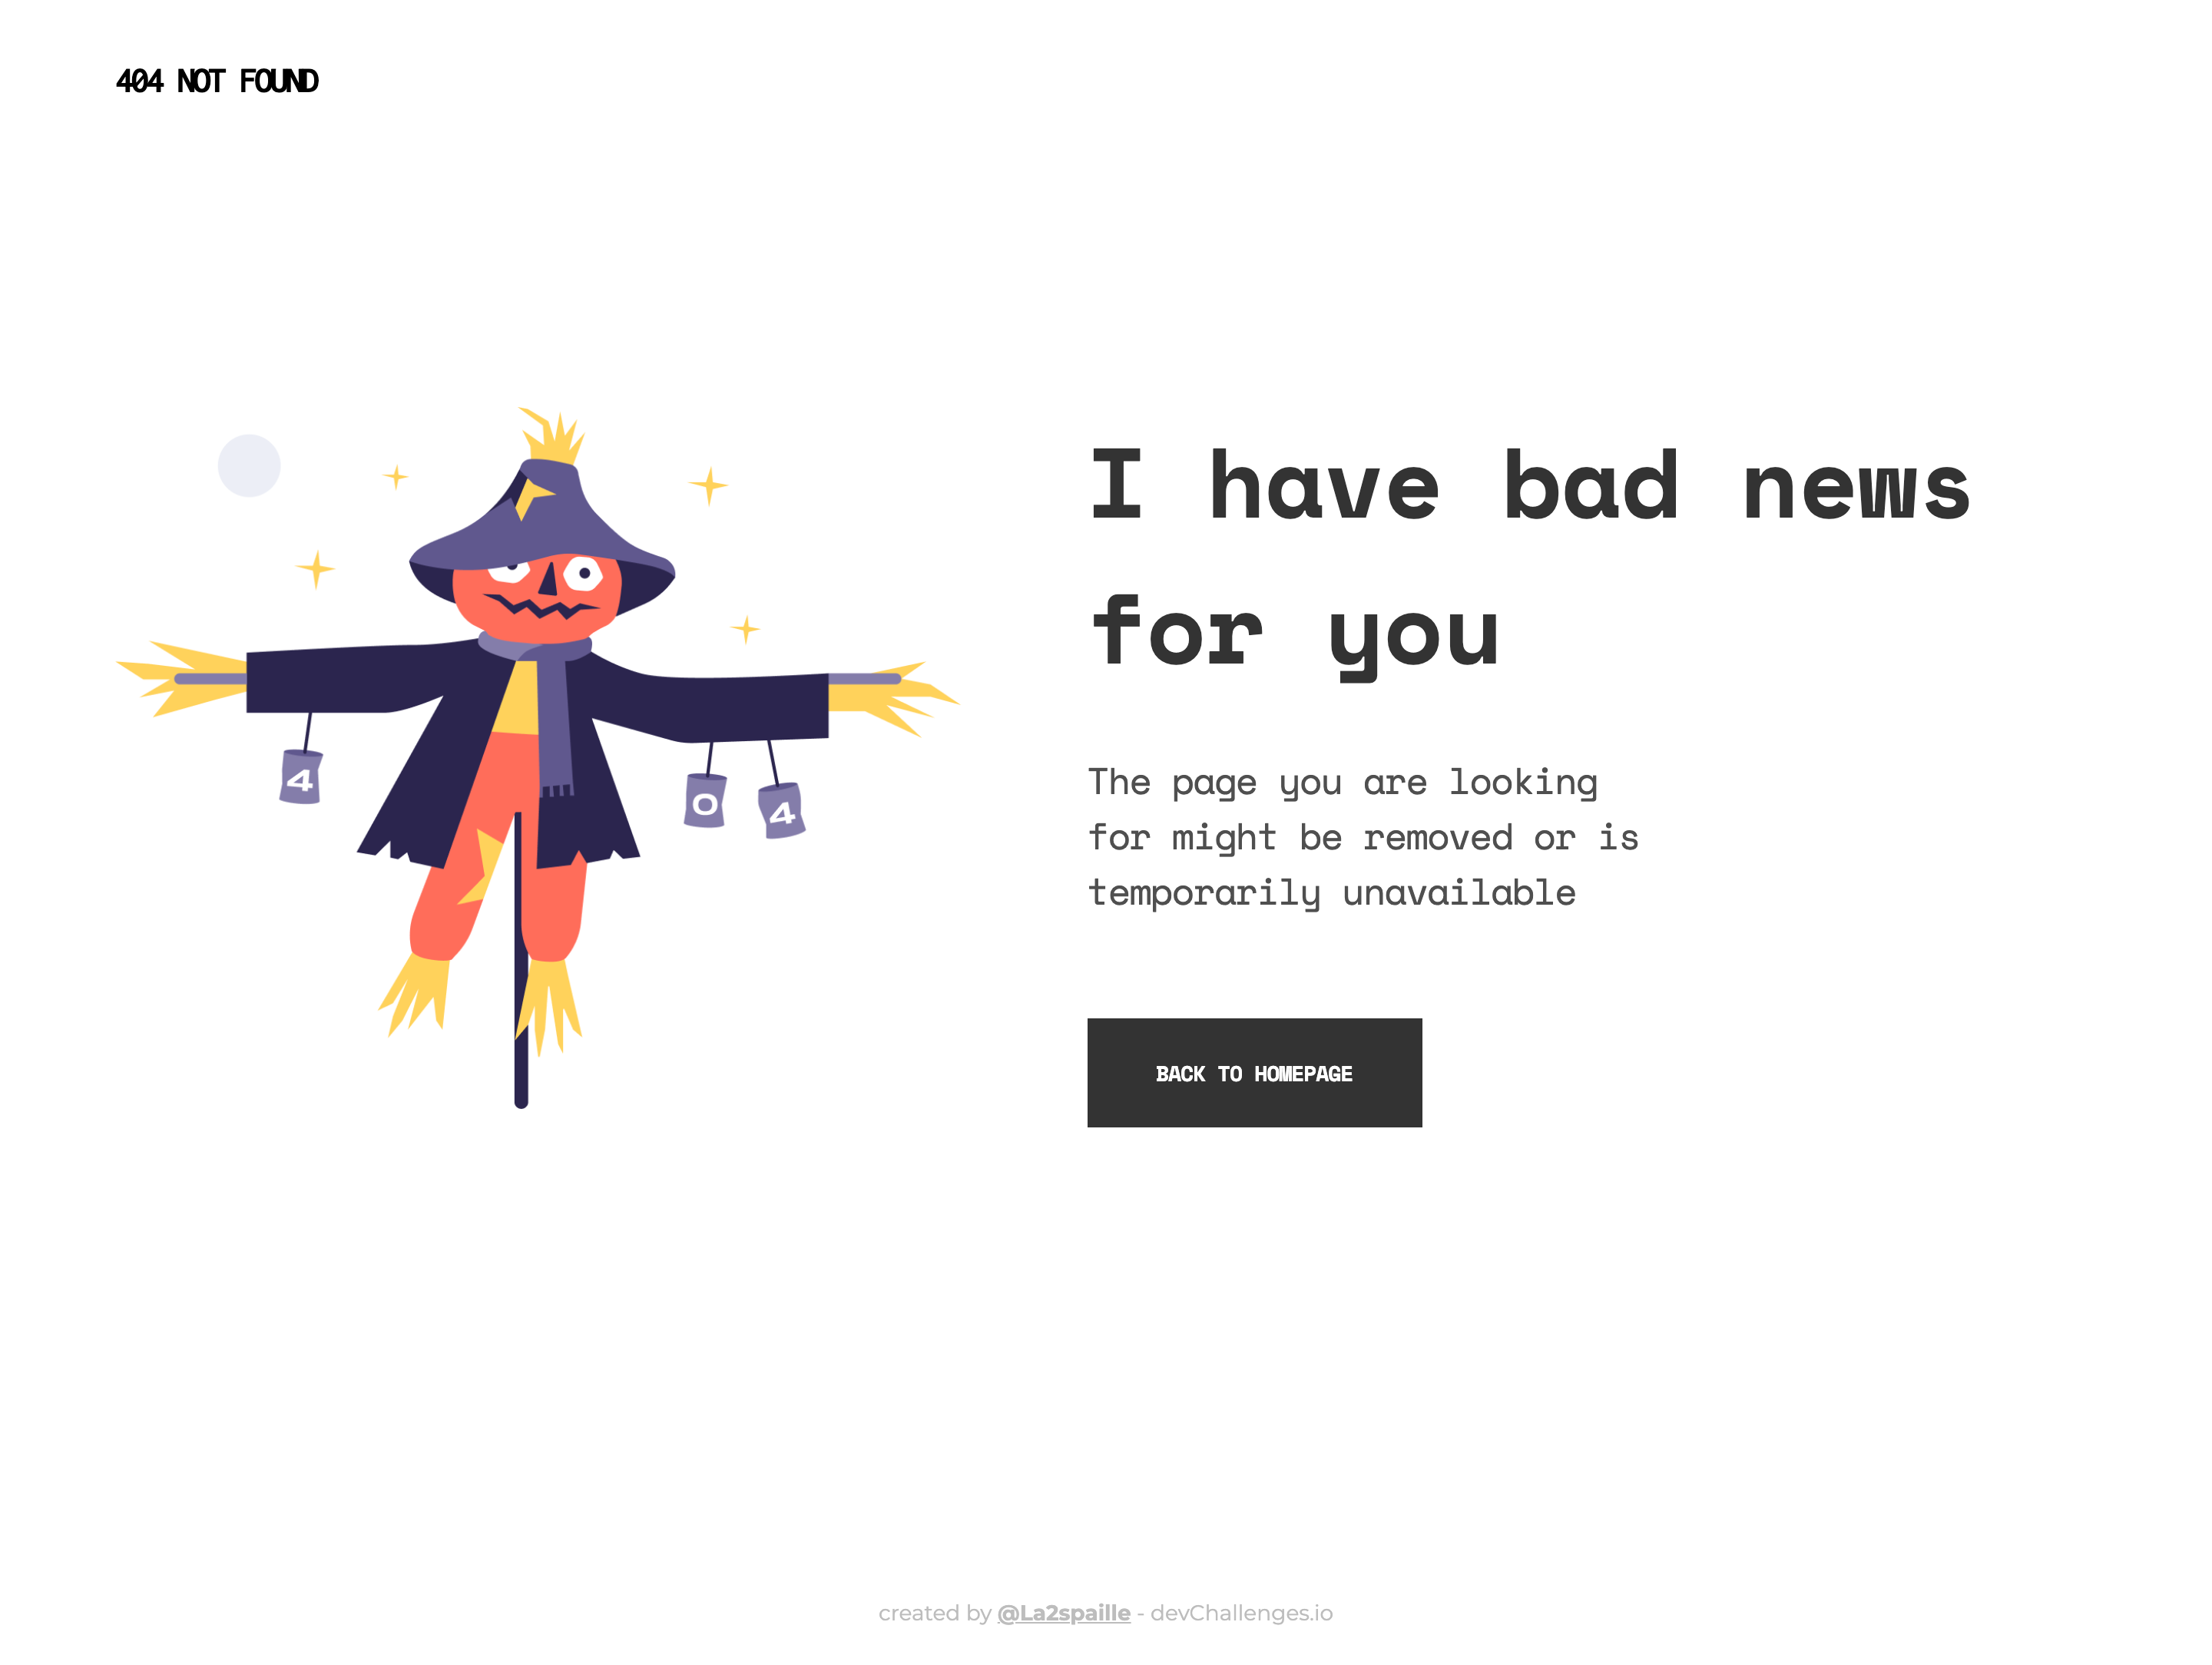 404 NOT FOUND
I have bad news
for you
4
0
4
The page you are looking
for might be removed or is
temporarily unavailable
BACK TO HOMEPAGE
created by @La2spaille - devChallenges.io